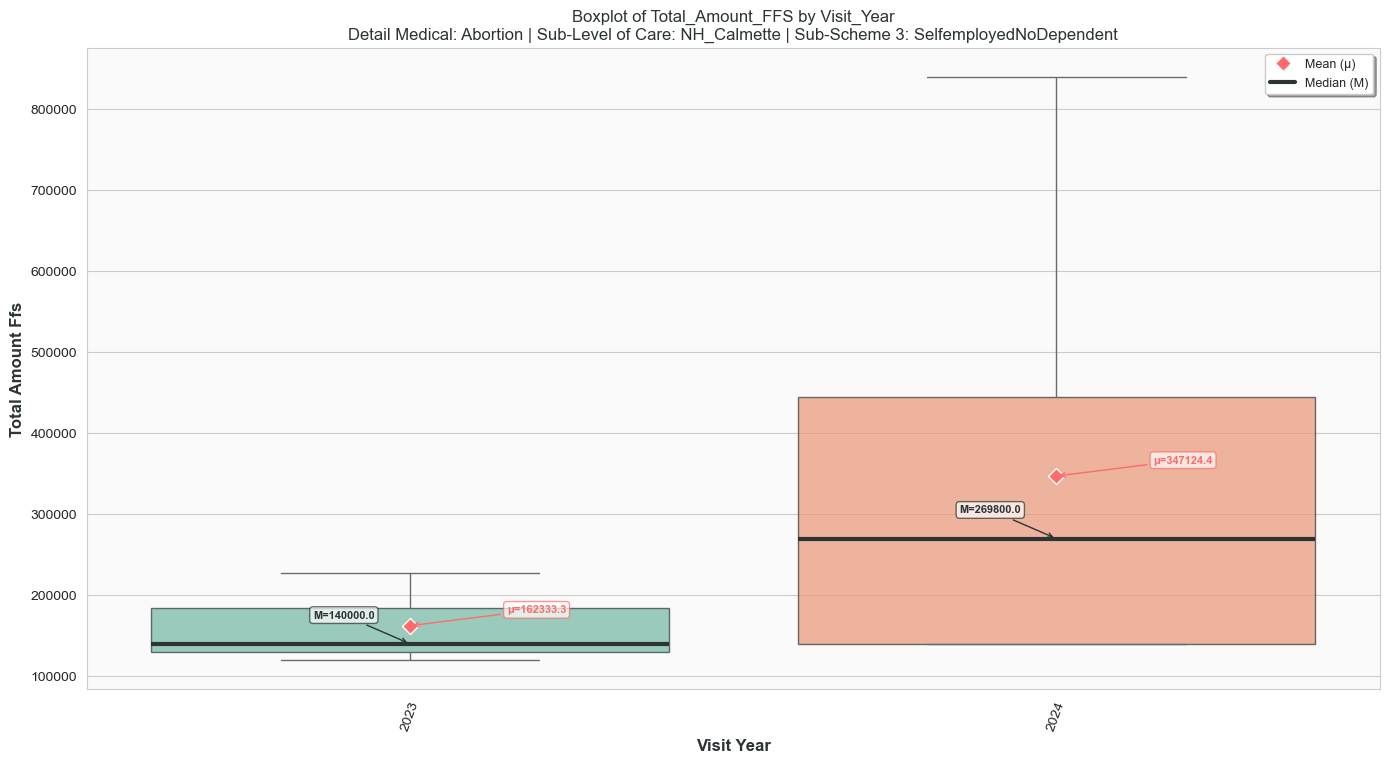 Boxplot of Total_Amount_FFS by Visit_Year
Detail Medical: Abortion | Sub-Level of Care: NH_Calmette | Sub-Scheme 3: SelfemployedNoDependent
Mean (μ)
Median (M)
Total Amount Ffs
800000
700000
600000
500000
400000
300000
200000
100000
μ=347124.4
M=269800.0
μ=162333.3
M=140000.0
2023
2024
Visit Year